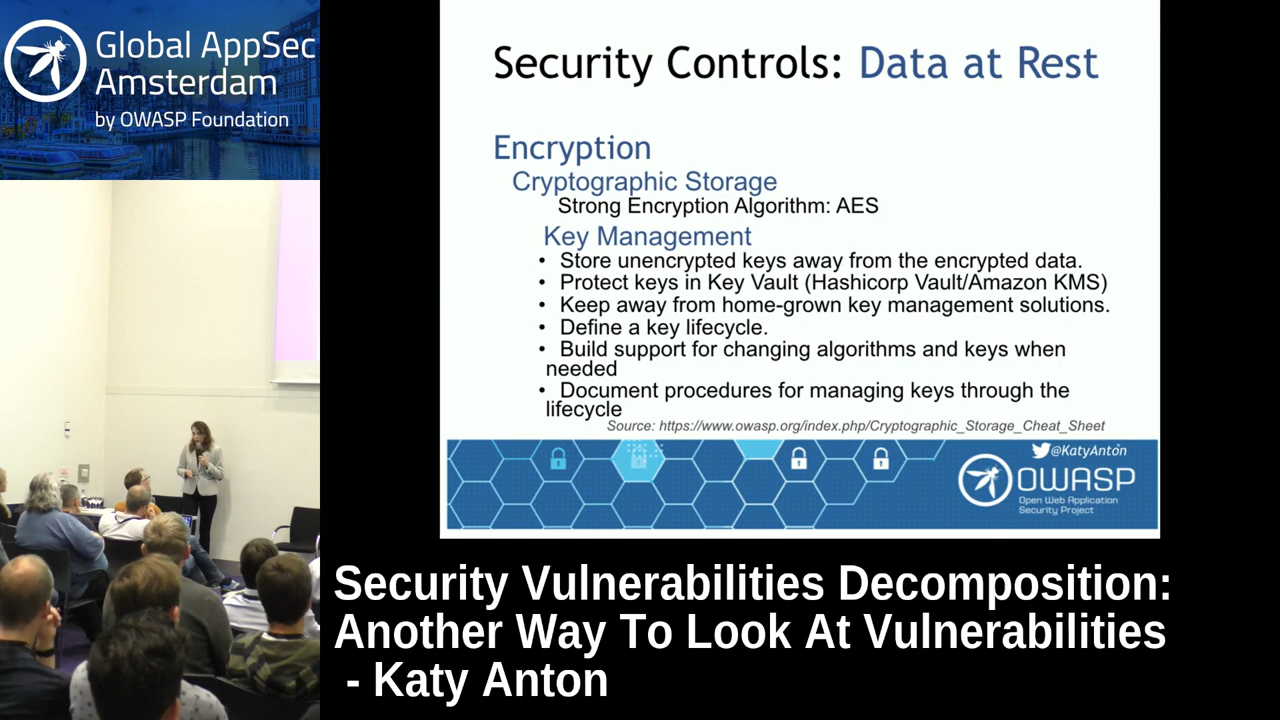 Global AppSec
Amsterdam
by OWASP Foundation
Security Controls: Data at Rest
Encryption
Cryptographic Storage
Strong Encryption Algorithm: AES
Key Management
• Store unencrypted keys away from the encrypted data.
• Protect keys in Key Vault (Hashicorp Vault/Amazon KMS)
• Keep away from home-grown key management solutions.
• Define a key lifecycle.
• Build support for changing algorithms and keys when
needed
• Document procedures for managing keys through the
lifecycle
Source: https://www.owasp.org/index.php/Cryptographic_Storage_Cheat_Sheet
@KatyAnton
OWASP
Open Web Application
Security Project
Security Vulnerabilities Decomposition:
Another Way To Look At Vulnerabilities
- Katy Anton